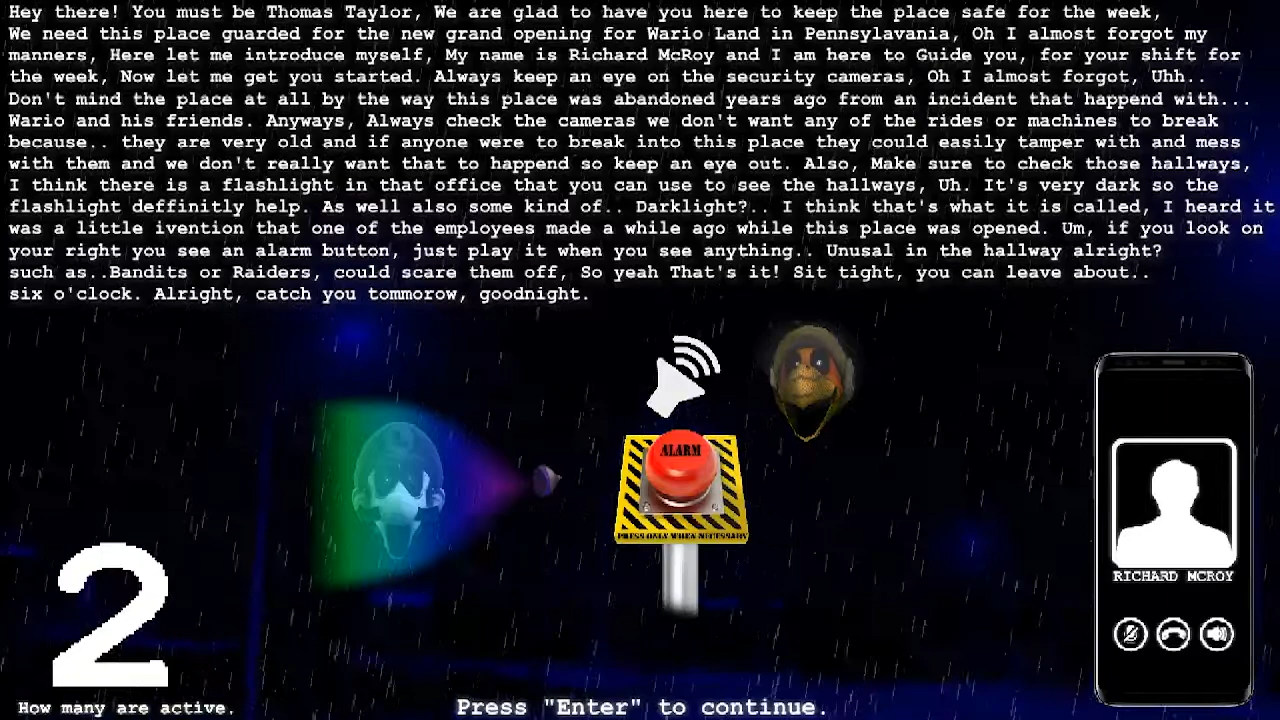 Hey there! You must be Thomas Taylor, We are glad to have you here to keep the place safe for the week,
We need this place guarded for the new grand opening for Wario Land in Pennsylavania, Oh I almost forgot my
manners, Here let me introduce myself, My name is Richard McRoy and I am here to Guide you, for your shift for
the week, Now let me get you started. Always keep an eye on the security cameras, Oh I almost forgot, Uhh..
Don't mind the place at all by the way this place was abandoned years ago from an incident that happend with...
Wario and his friends. Anyways, Always check the cameras we don't want any of the rides or machines to break
because.. they are very old and if anyone were to break into this place they could easily tamper with and mess
with them and we don't really want that to happend so keep an eye out. Also, Make sure to check those hallways,
I think there is a flashlight in that office that you can use to see the hallways, Uh. It's very dark so the
flashlight deffinitly help. As well also some kind of.. Darklight?.. I think that's what it is called, I heard it
was a little ivention that one of the employees made a while ago while this place was opened. Um, if you look on
your right you see an alarm button, just play it when you see anything.. Unusal in the hallway alright?
such as..Bandits or Raiders, could scare them off, So yeah That's it! Sit tight, you can leave about..
six o'clock. Alright, catch you tommorow, goodnight.
ALARM
PRESS ONLY WHEN NECESSARY
RICHARD MCROY
2
How many are active.
Press "Enter" to continue.